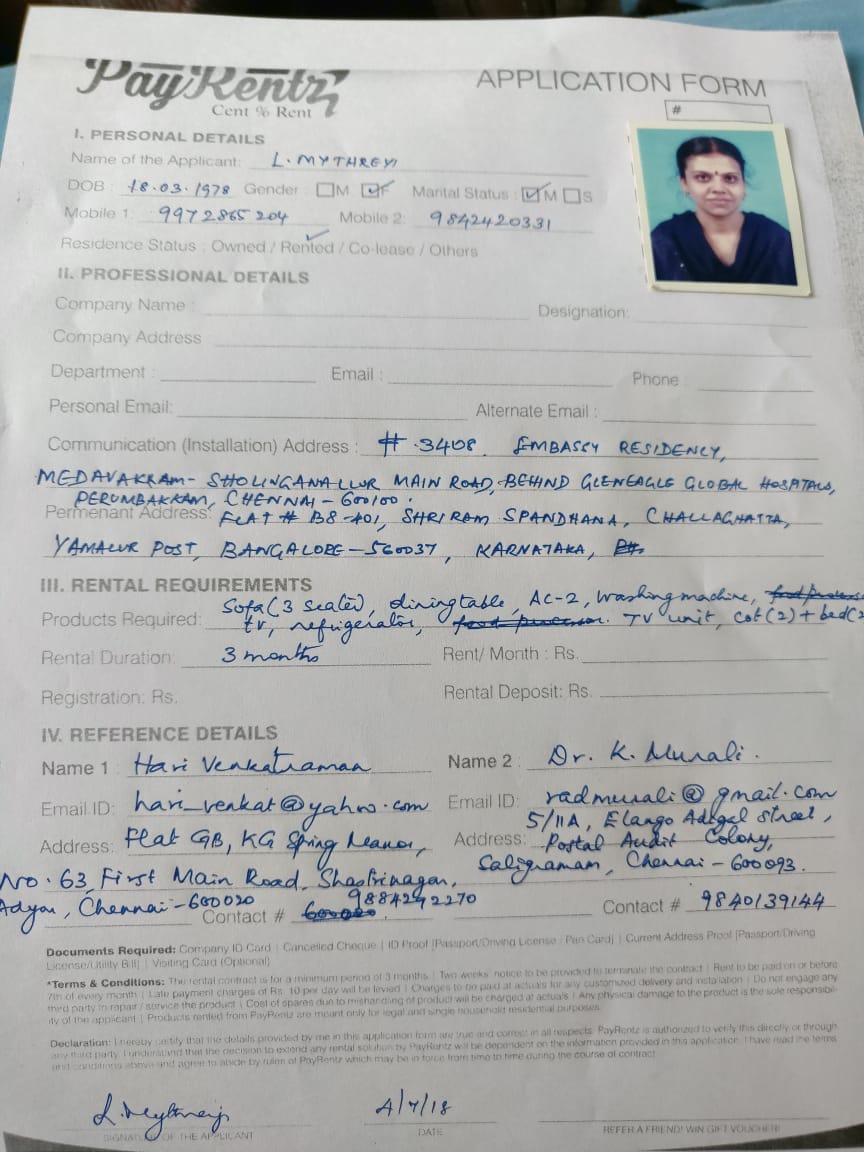 PayRentz
Cent % Rent
APPLICATION FORM
#
I. PERSONAL DETAILS
Name of the Applicant: L. MYTHREYI
DOB : 18.03.1978 Gender : M F Marital Status : M S
Mobile 1: 9972865204 Mobile 2: 9842420331
Residence Status : Owned / Rented / Co-lease / Others
II. PROFESSIONAL DETAILS
Company Name : Designation:
Company Address
Department : Email : Phone :
Personal Email: Alternate Email :
Communication (Installation) Address : # 3408, EMBASSY RESIDENCY,
MEDAVAKKAM - SHOLINGANALLUR MAIN ROAD, BEHIND GLENEAGLE GLOBAL HOSPITALS,
PERUMBAKKAM, CHENNAI - 600100.
Permenant Address: FLAT # B8-401, SHRIRAM SPANDHANA, CHALLAGHATTA,
YAMALUR POST, BANGALORE - 560037, KARNATAKA,
III. RENTAL REQUIREMENTS
Products Required: Sofa (3 seater), dining table, AC-2, Washing machine,
tv, refrigerator, TV unit, cot (2) + bed (2
Rental Duration: 3 months Rent/ Month : Rs.
Registration: Rs. Rental Deposit: Rs.
IV. REFERENCE DETAILS
Name 1 : Hari Venkatraman Name 2 : Dr. K. Murali.
Email ID: hari_venkat@yahoo.com Email ID: radmurali@gmail.com
Address: Flat GB, KG Spring Manor, Address: 5/11A, Elango Adigal street,
Postal Audit Colony,
No. 63, First Main Road, Shastrinagar, Saligramam, Chennai - 600093.
Adyar, Chennai - 600020
Contact # 9884292270 Contact # 9840139144
Documents Required: Company ID Card | Cancelled Cheque | ID Proof [Passport/Driving License / Pan Card] | Current Address Proof [Passport/Driving
License/Utility Bill] | Visiting Card (Optional)
*Terms & Conditions: The rental contract is for a minimum period of 3 months | Two weeks' notice to be provided to terminate the contract | Rent to be paid on or before
7th of every month | Late payment charges of Rs. 10 per day will be levied | Charges to be paid at actuals for any customized delivery and installation | Do not engage any
third party to repair / service the product | Cost of spares due to mishandling of product will be charged at actuals | Any physical damage to the product is the sole responsibil-
ity of the applicant | Products rented from PayRentz are meant only for legal and single household residential purposes.
Declaration: I hereby certify that the details provided by me in this application form are true and correct in all respects. PayRentz is authorized to verify this directly or through
any third party. I understand that the decision to extend any rental solution by PayRentz will be dependent on the information provided in this application. I have read the terms
and conditions above and agree to abide by rules of PayRentz which may be in force from time to time during the course of contract
L. Mythreyi 4/7/18
SIGNATURE OF THE APPLICANT DATE REFER A FRIEND! WIN GIFT VOUCHER!